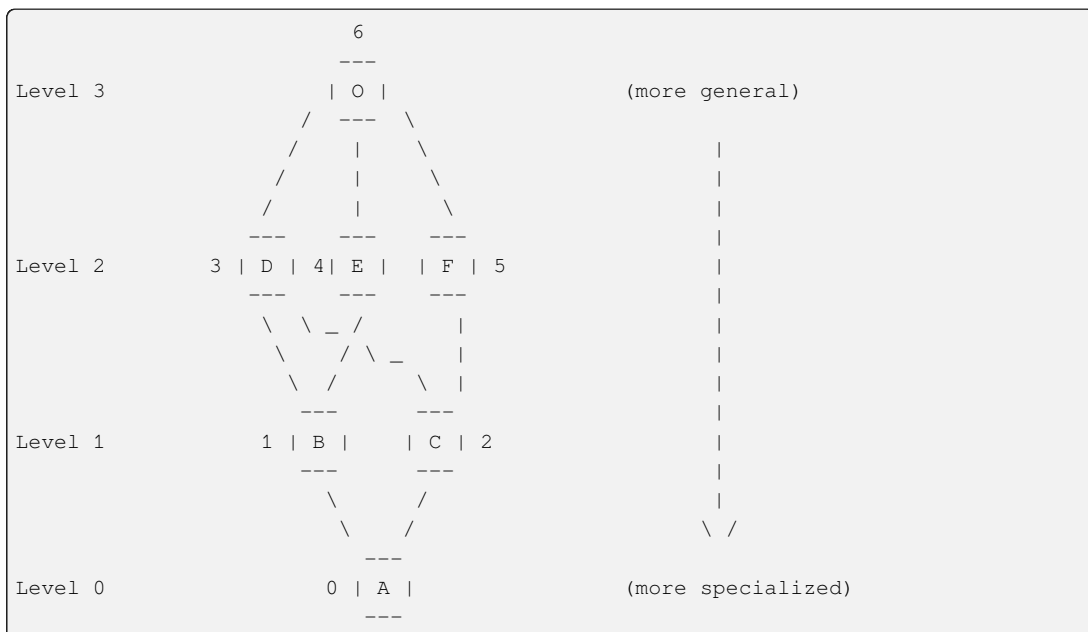 6
                         ---
Level 3                 | O |                  (more general)
                      /  ---  \
                     /    |    \                      |
                    /     |     \                     |
                   /      |      \                    |
                  ---    ---    ---                   |
Level 2        3 | D | 4| E |  | F | 5                |
                  ---    ---    ---                   |
                   \  \ _ /       |                   |
                    \    / \ _    |                   |
                     \  /      \  |                   |
                      ---      ---                    |
Level 1            1 | B |    | C | 2                 |
                      ---      ---                    |
                        \      /                      |
                         \    /                      \ /
                           ---
Level 0                 0 | A |                (more specialized)
                           ---